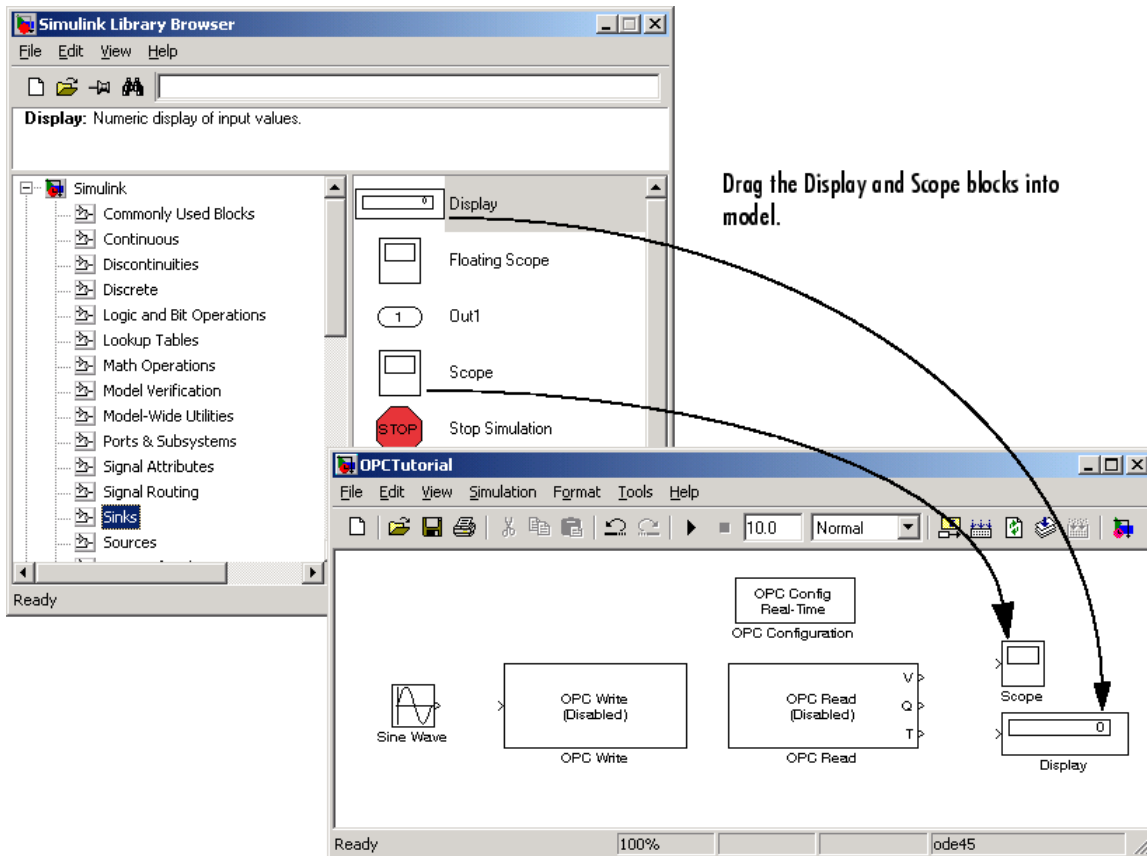 Simulink Library Browser
File Edit View Help
Display: Numeric display of input values.
Simulink
Commonly Used Blocks
Continuous
Discontinuities
Discrete
Logic and Bit Operations
Lookup Tables
Math Operations
Model Verification
Model-Wide Utilities
Ports & Subsystems
Signal Attributes
Signal Routing
Sinks
Sources
Ready
0
Display
Floating Scope
1
Out1
Scope
STOP
Stop Simulation
Drag the Display and Scope blocks into
model.
OPCTutorial
File Edit View Simulation Format Tools Help
10.0 Normal
OPC Config
Real-Time
OPC Configuration
Sine Wave
OPC Write
(Disabled)
OPC Write
OPC Read
(Disabled)
V
Q
T
OPC Read
Scope
0
Display
Ready 100% ode45